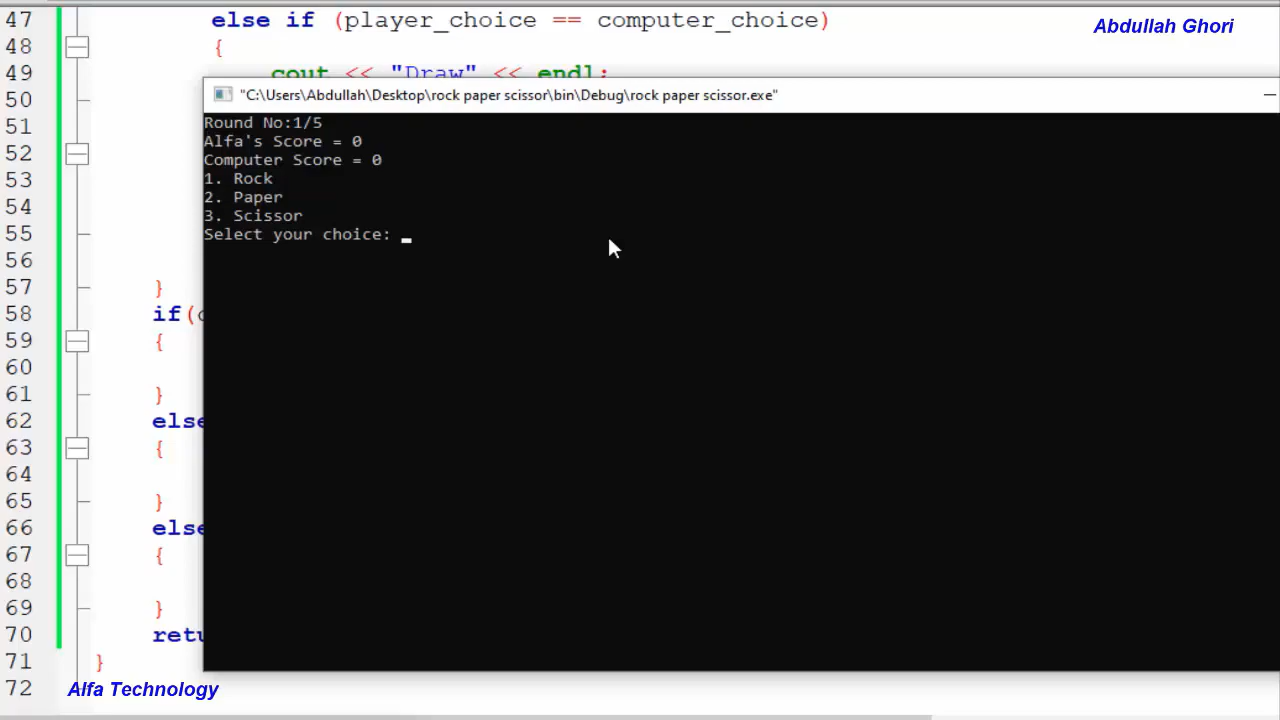 47 else if (player_choice == computer_choice)
Abdullah Ghori
48 {
49 cout << "Draw" << endl;
"C:\Users\Abdullah\Desktop\rock paper scissor\bin\Debug\rock paper scissor.exe"
50
Round No:1/5
51
Alfa's Score = 0
52
Computer Score = 0
53
1. Rock
54
2. Paper
3. Scissor
55
Select your choice:
56
57 }
58 if(
59 {
60
61 }
62 else
63 {
64
65 }
66 else
67 {
68
69 }
70
71 }
72
Alfa Technology